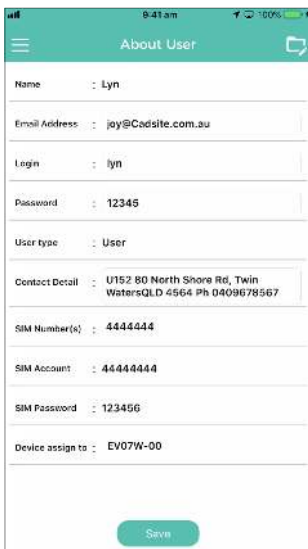 9:41 am 100%
About User
Name : Lyn
Email Address : joy@Cadsite.com.au
Login : lyn
Password : 12345
User type : User
Contact Detail : U152 80 North Shore Rd, Twin
WatersQLD 4564 Ph 0409678567
SIM Number(s) : 4444444
SIM Account : 44444444
SIM Password : 123456
Device assign to : EV07W-00
Save